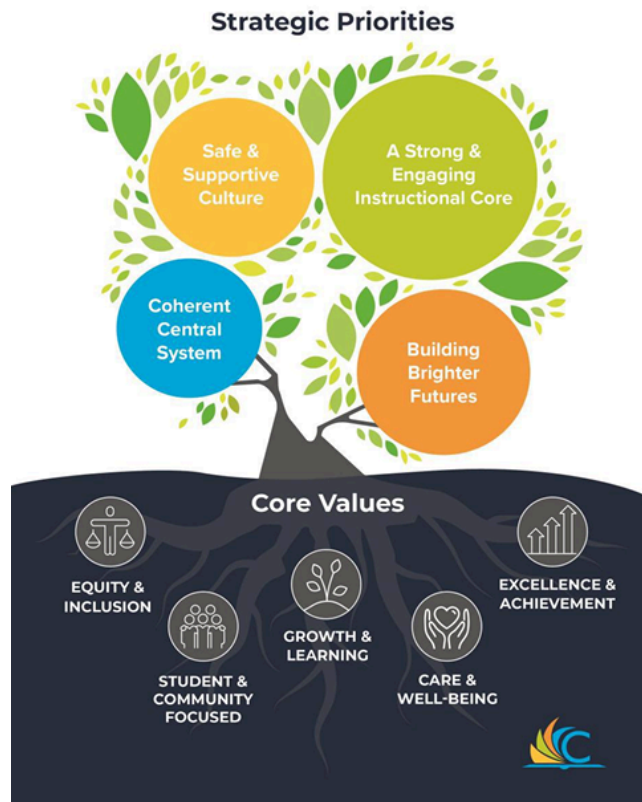 Strategic Priorities
Safe &
Supportive
Culture
A Strong &
Engaging
Instructional Core
Coherent
Central
System
Building
Brighter
Futures
Core Values
EQUITY &
INCLUSION
STUDENT &
COMMUNITY
FOCUSED
GROWTH &
LEARNING
CARE &
WELL-BEING
EXCELLENCE &
ACHIEVEMENT
C